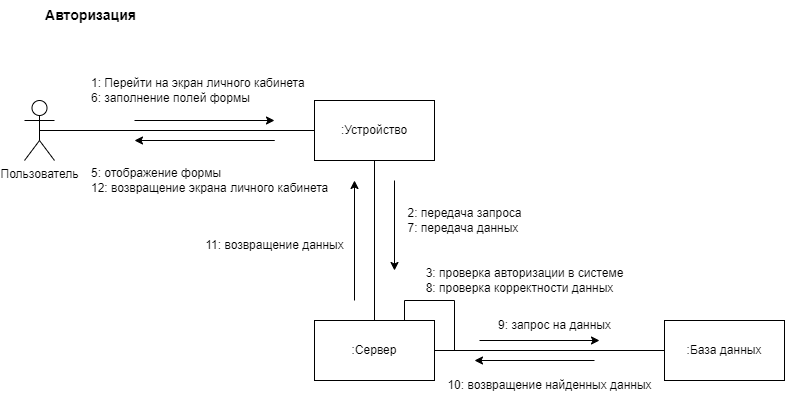 Авторизация
1: Перейти на экран личного кабинета
6: заполнение полей формы
:Устройство
Пользователь
5: отображение формы
12: возвращение экрана личного кабинета
2: передача запроса
7: передача данных
11: возвращение данных
3: проверка авторизации в системе
8: проверка корректности данных
9: запрос на данных
:Сервер
:База данных
10: возвращение найденных данных